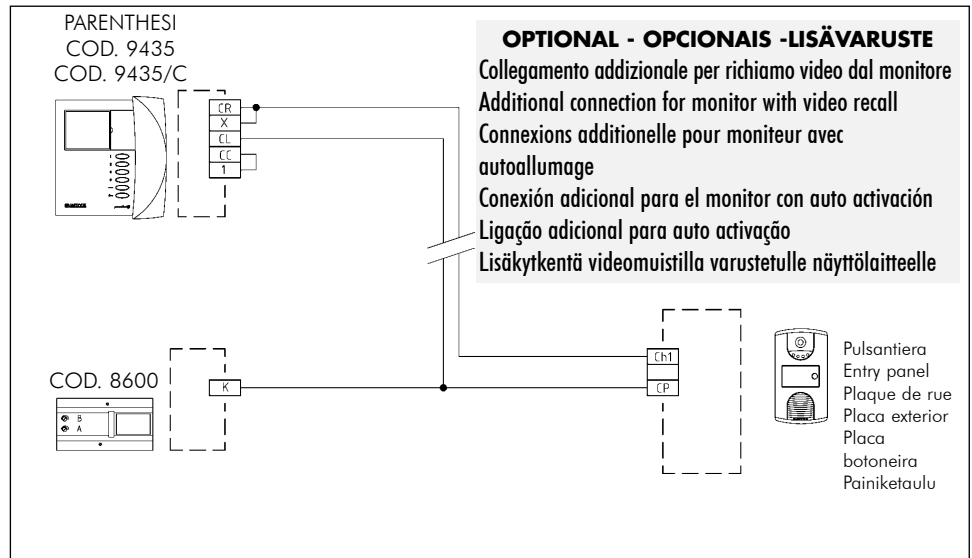 PARENTHESI
COD. 9435
COD. 9435/C
CR
X
CL
CC
1
OPTIONAL - OPCIONAIS -LISÄVARUSTE
Collegamento addizionale per richiamo video dal monitore
Additional connection for monitor with video recall
Connexions additionelle pour moniteur avec
autoallumage
Conexión adicional para el monitor con auto activación
Ligação adicional para auto activação
Lisäkytkentä videomuistilla varustetulle näyttölaitteelle
COD. 8600
B
A
K
Ch1
CP
Pulsantiera
Entry panel
Plaque de rue
Placa exterior
Placa
botoneira
Painiketaulu